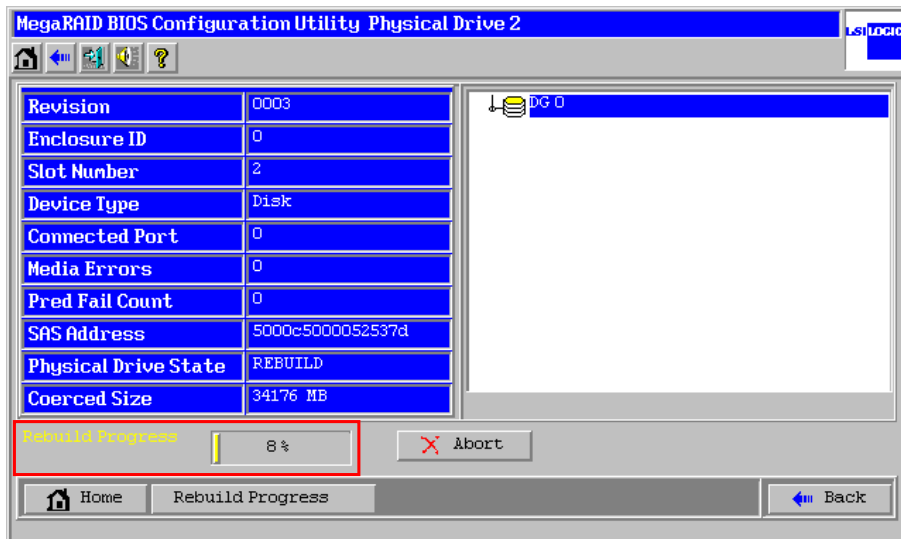 MegaRAID BIOS Configuration Utility Physical Drive 2
LSI LOGIC
Revision 0003
DG 0
Enclosure ID 0
Slot Number 2
Device Type Disk
Connected Port 0
Media Errors 0
Pred Fail Count 0
SAS Address 5000c5000052537d
Physical Drive State REBUILD
Coerced Size 34176 MB
Rebuild Progress 8% Abort
Home Rebuild Progress Back